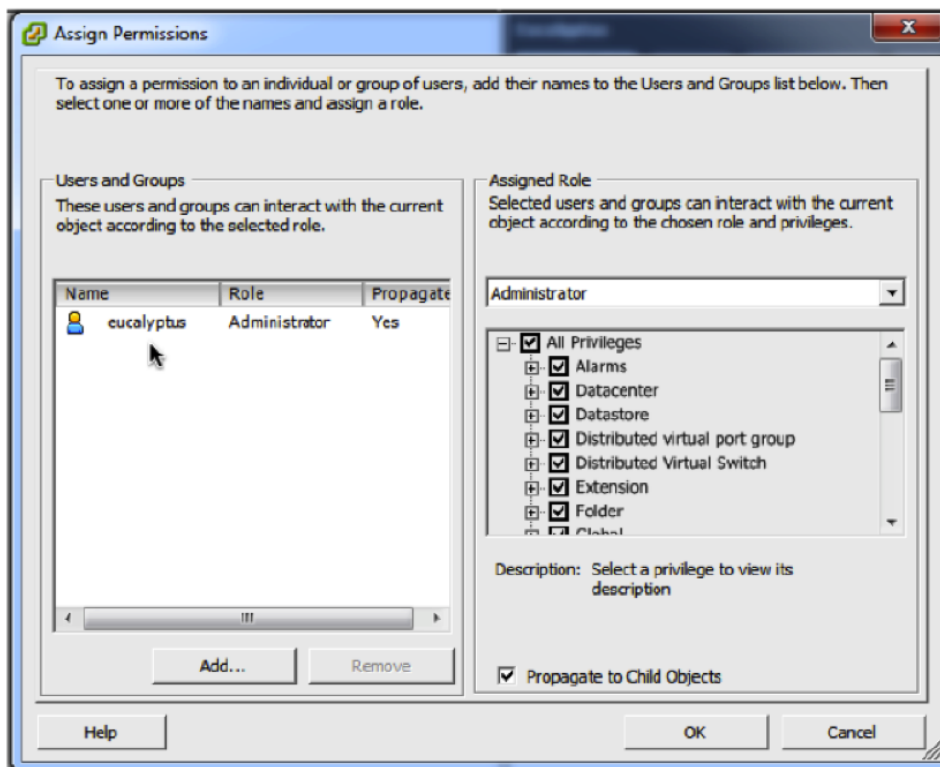 Assign Permissions
To assign a permission to an individual or group of users, add their names to the Users and Groups list below. Then
select one or more of the names and assign a role.
Users and Groups
These users and groups can interact with the current
object according to the selected role.
Name Role Propagate
eucalyptus Administrator Yes
Add...
Remove
Assigned Role
Selected users and groups can interact with the current
object according to the chosen role and privileges.
Administrator
All Privileges
Alarms
Datacenter
Datastore
Distributed virtual port group
Distributed Virtual Switch
Extension
Folder
Global
Description: Select a privilege to view its
description
Propagate to Child Objects
Help
OK
Cancel